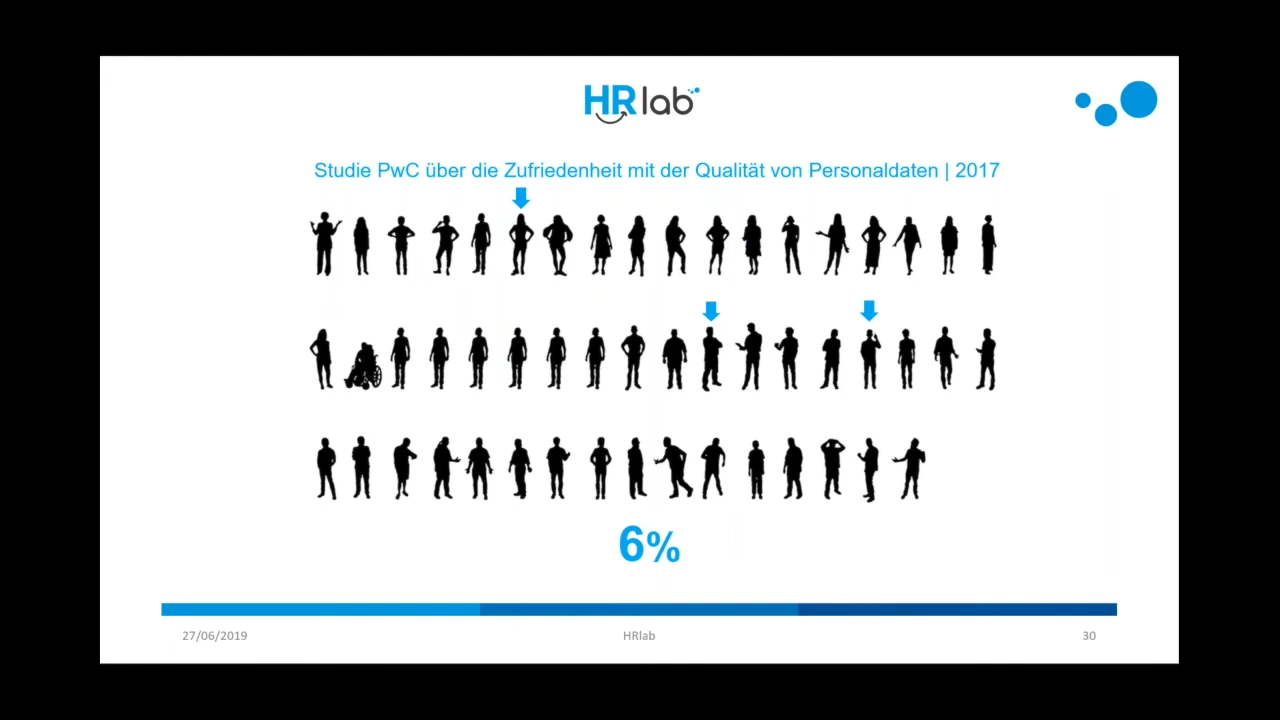 HRlab
Studie PwC über die Zufriedenheit mit der Qualität von Personaldaten | 2017
6%
27/06/2019
HRlab
30